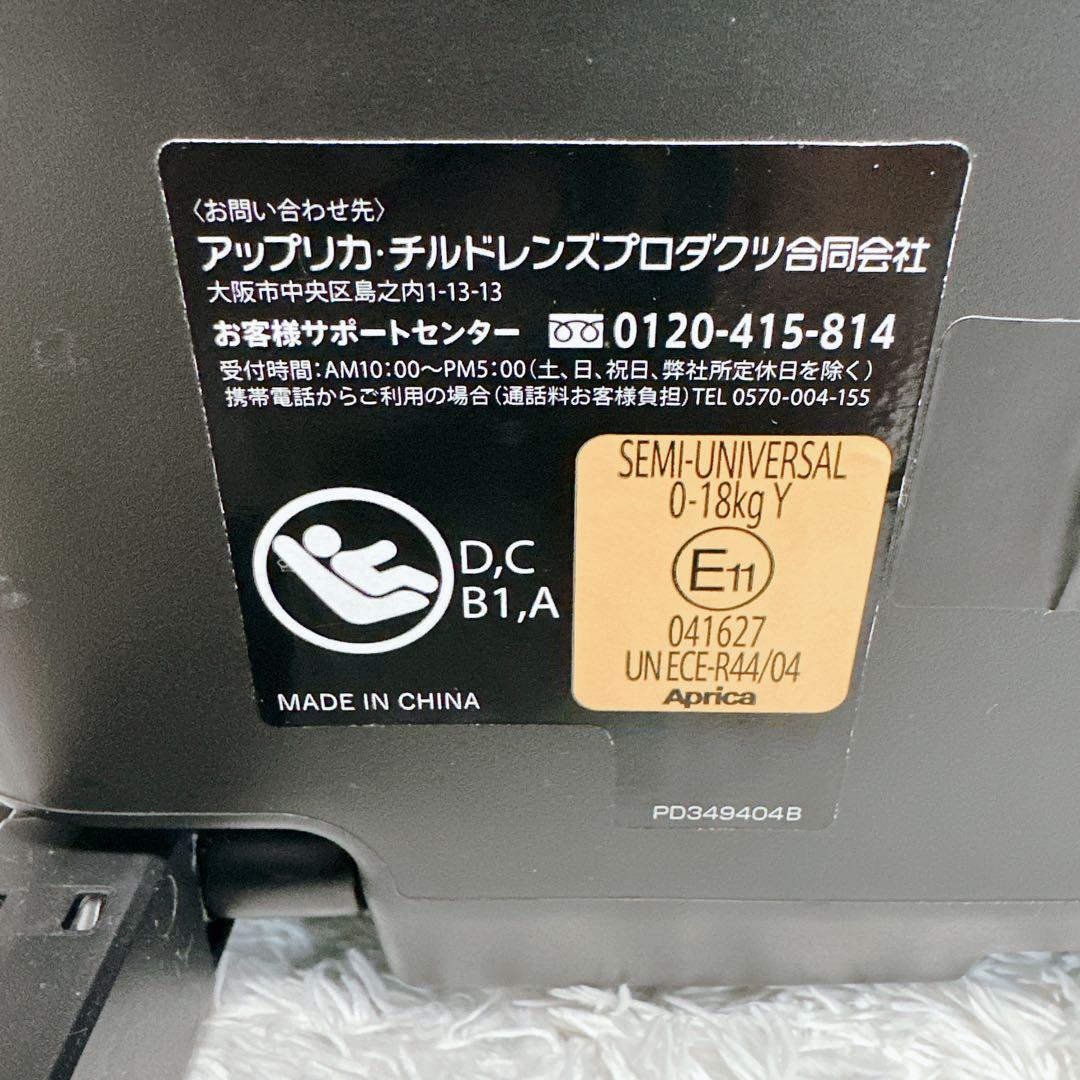 〈お問い合わせ先〉
アップリカ・チルドレンズプロダクツ合同会社
大阪市中央区島之内1-13-13
お客様サポートセンター 0120-415-814
受付時間：AM10：00～PM5：00（土、日、祝日、弊社所定休日を除く）
携帯電話からご利用の場合（通話料お客様負担）TEL 0570-004-155
SEMI-UNIVERSAL
0-18kg Y
E11
041627
UN ECE-R44/04
Aprica
D,C
B1,A
MADE IN CHINA
PD349404B